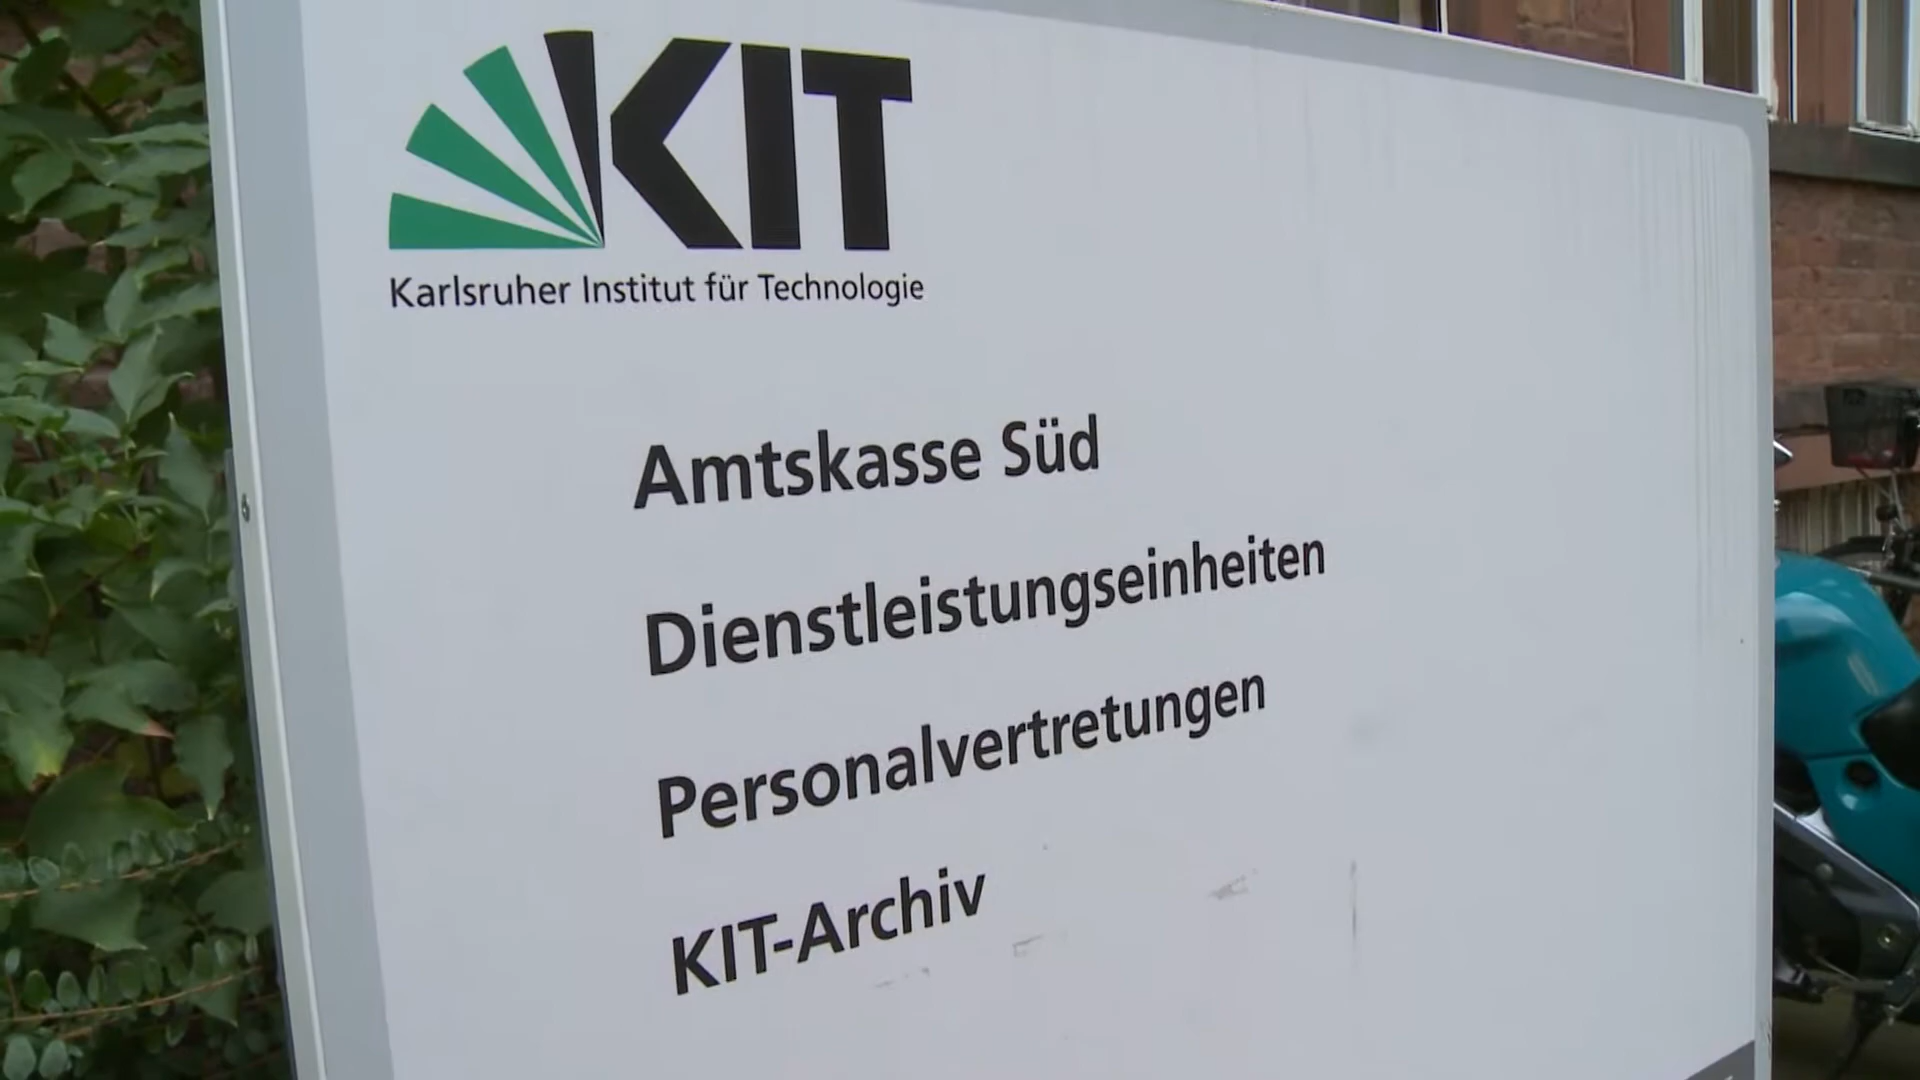 KIT
Karlsruher Institut für Technologie
Amtskasse Süd
Dienstleistungseinheiten
Personalvertretungen
KIT-Archiv